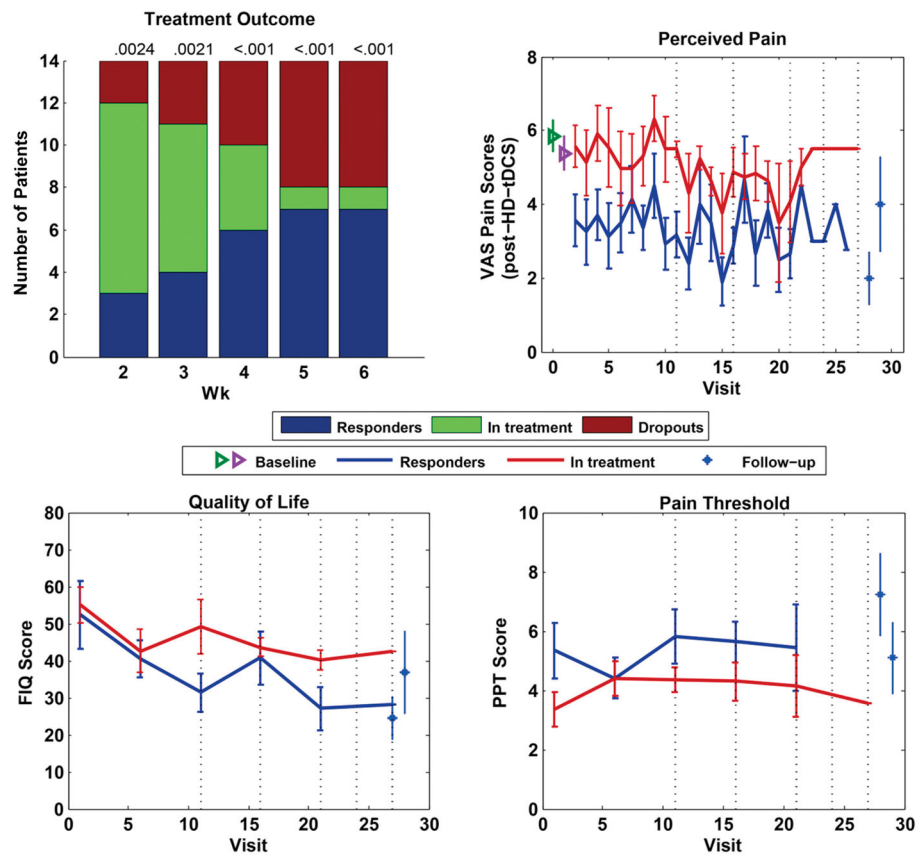 Treatment Outcome
.0024 .0021 <.001 <.001 <.001
14
12
10
8
6
4
2
0
Number of Patients
2 3 4 5 6
Wk
Perceived Pain
8
6
4
2
0
VAS Pain Scores
(post-HD-tDCS)
0 5 10 15 20 25 30
Visit
Responders In treatment Dropouts
Baseline Responders In treatment Follow-up
Quality of Life
80
70
60
50
40
30
20
10
0
FIQ Score
0 5 10 15 20 25 30
Visit
Pain Threshold
10
8
6
4
2
0
PPT Score
0 5 10 15 20 25 30
Visit